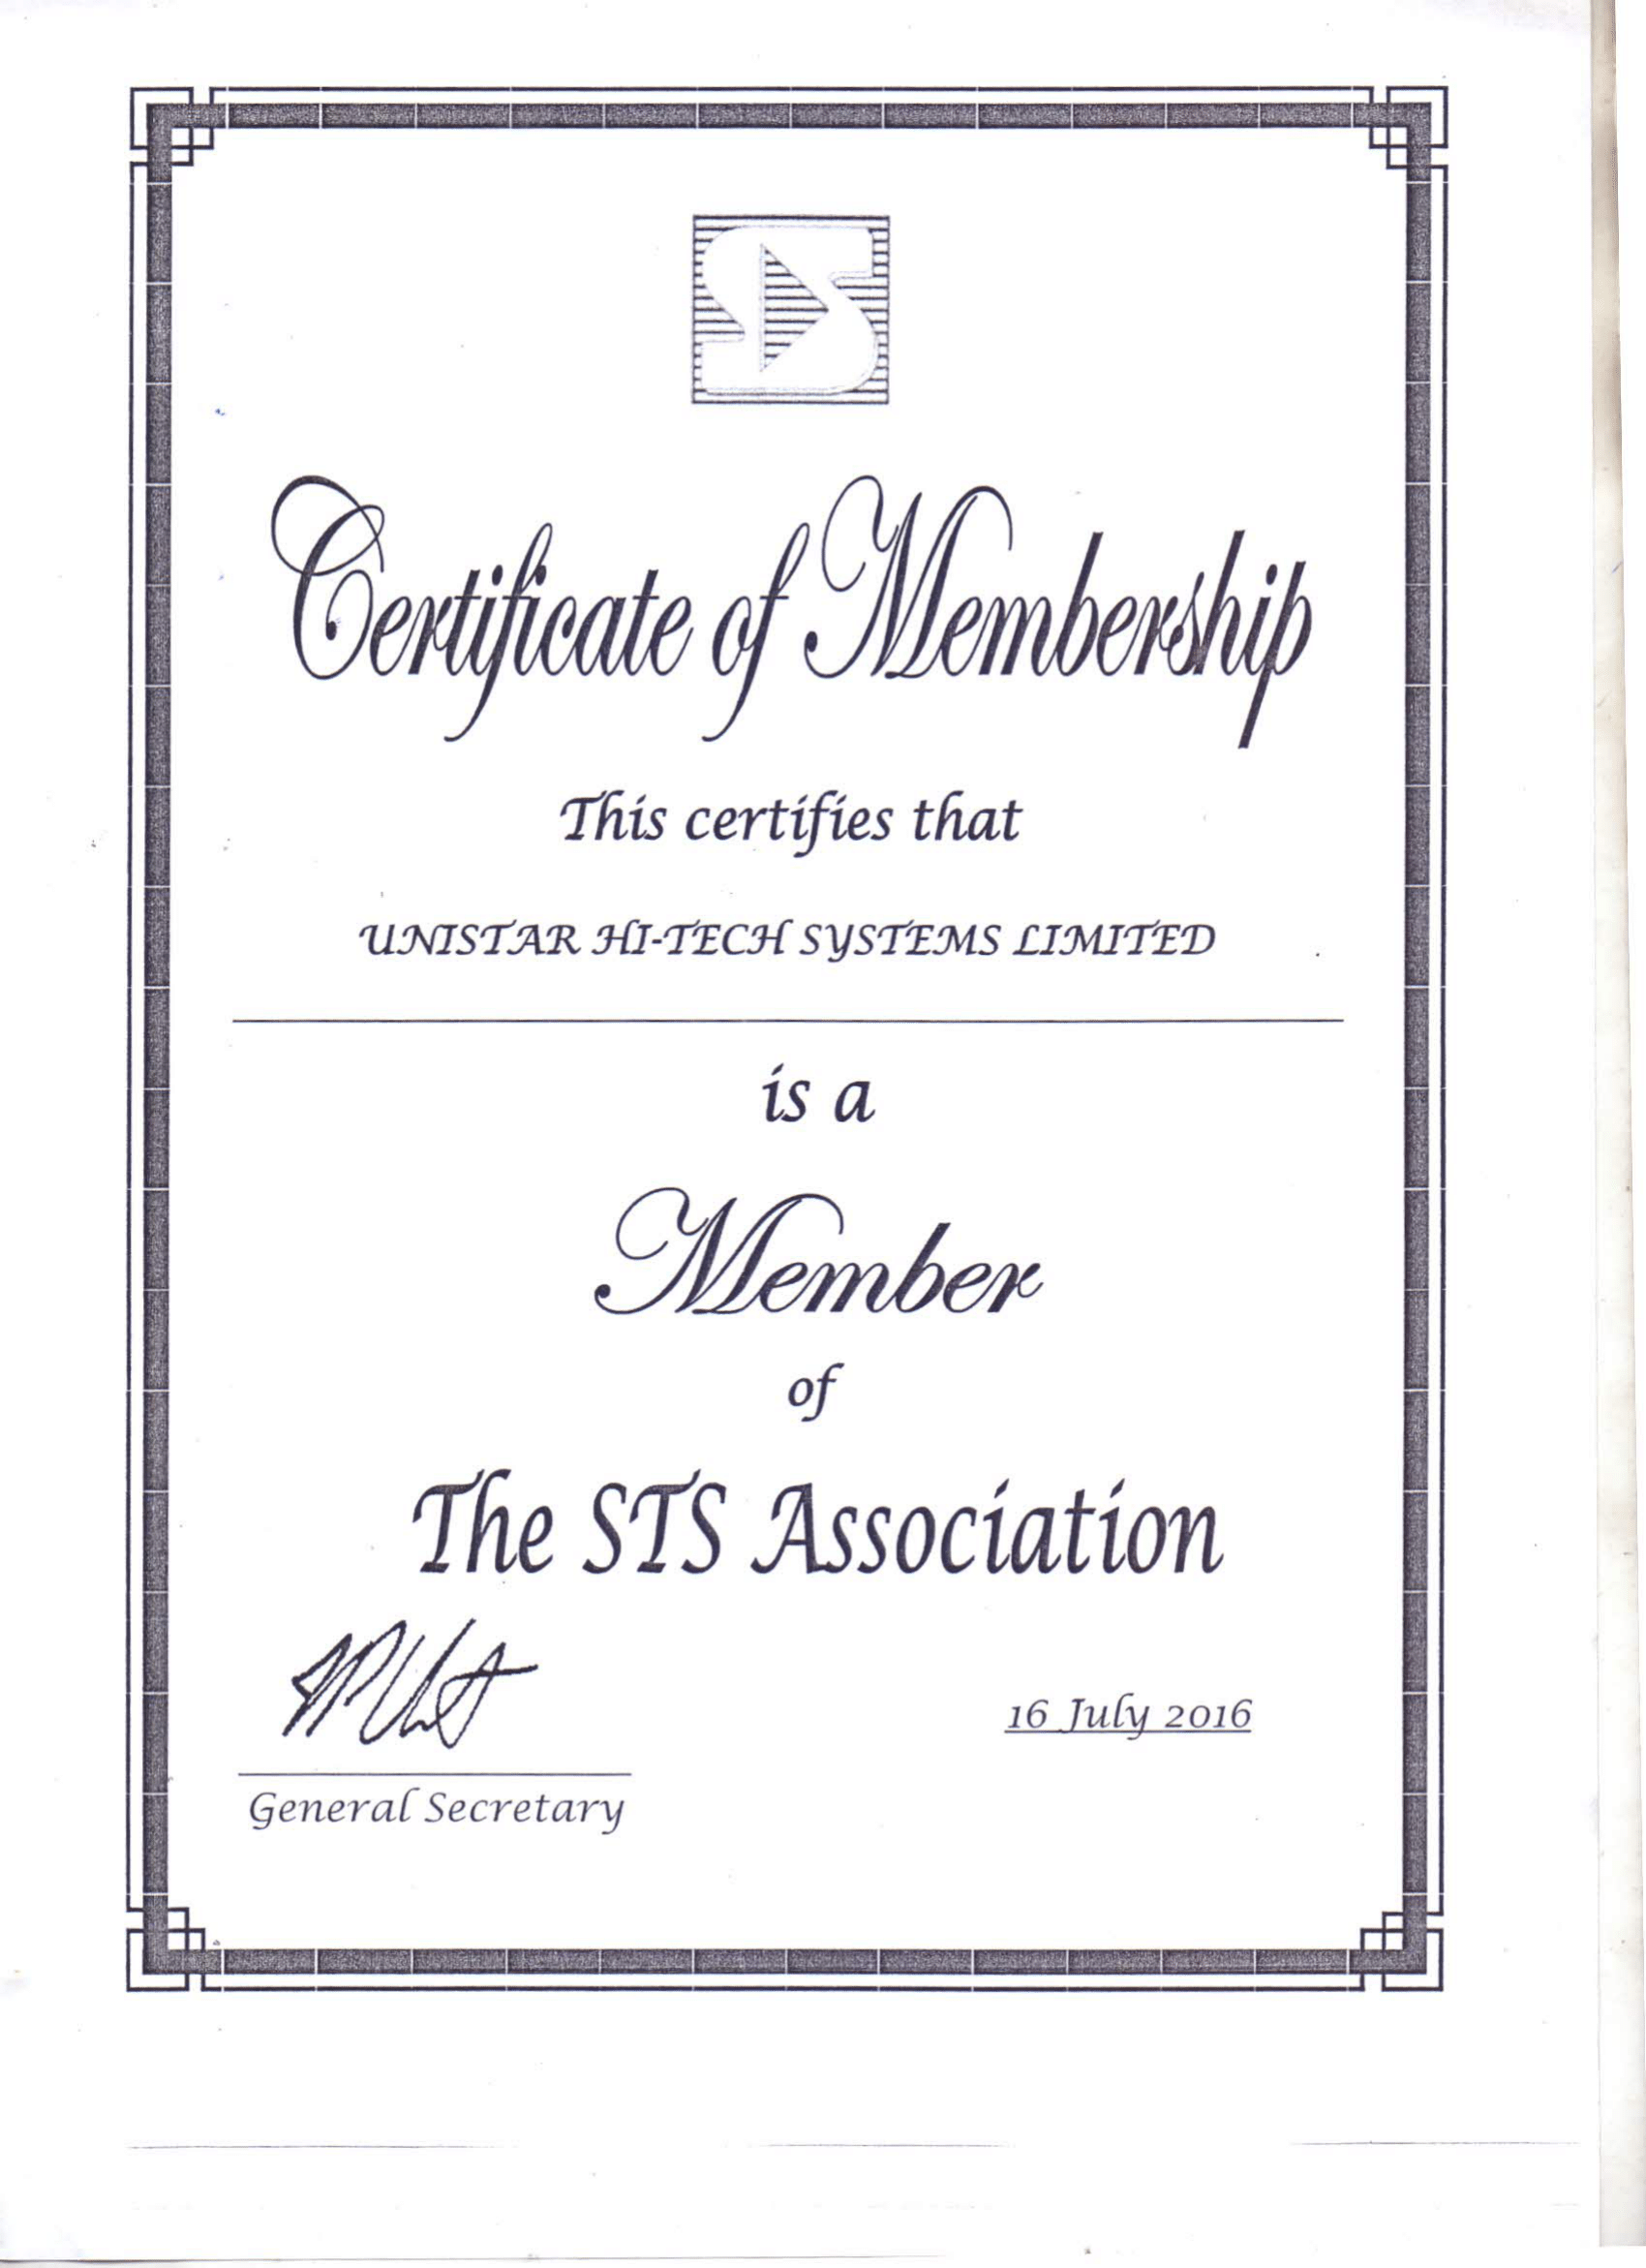 Certificate of Membership
This certifies that
UNISTAR HI-TECH SYSTEMS LIMITED
is a
Member
of
The STS Association
16 July 2016
General Secretary